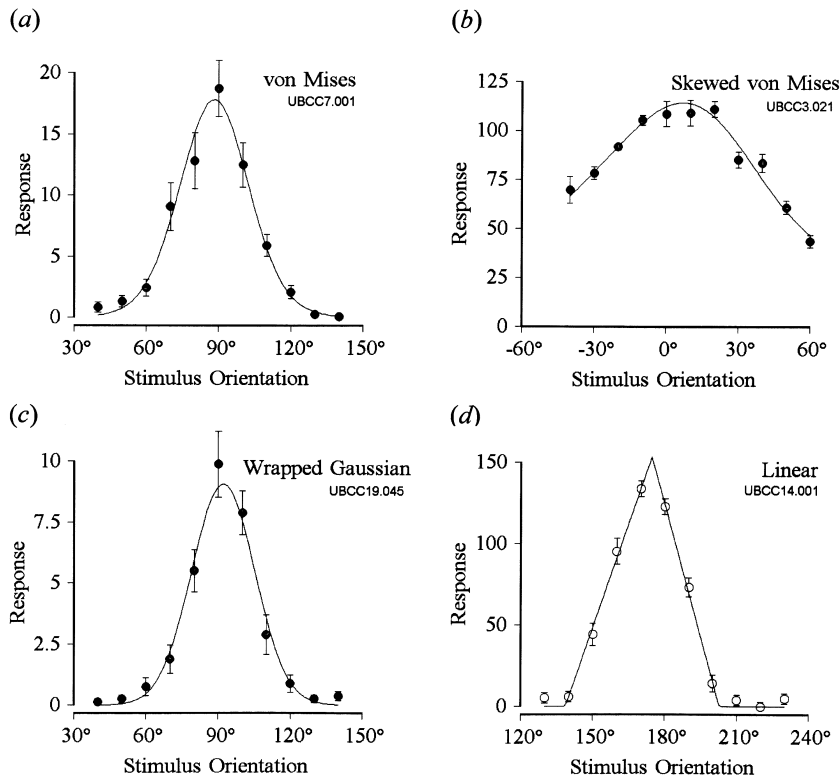 (a)
von Mises
UBCC7.001
20
15
10
5
0
Response
30° 60° 90° 120° 150°
Stimulus Orientation
(b)
Skewed von Mises
UBCC3.021
125
100
75
50
25
0
Response
-60° -30° 0° 30° 60°
Stimulus Orientation
(c)
Wrapped Gaussian
UBCC19.045
10
7.5
5
2.5
0
Response
30° 60° 90° 120° 150°
Stimulus Orientation
(d)
Linear
UBCC14.001
150
100
50
0
Response
120° 150° 180° 210° 240°
Stimulus Orientation